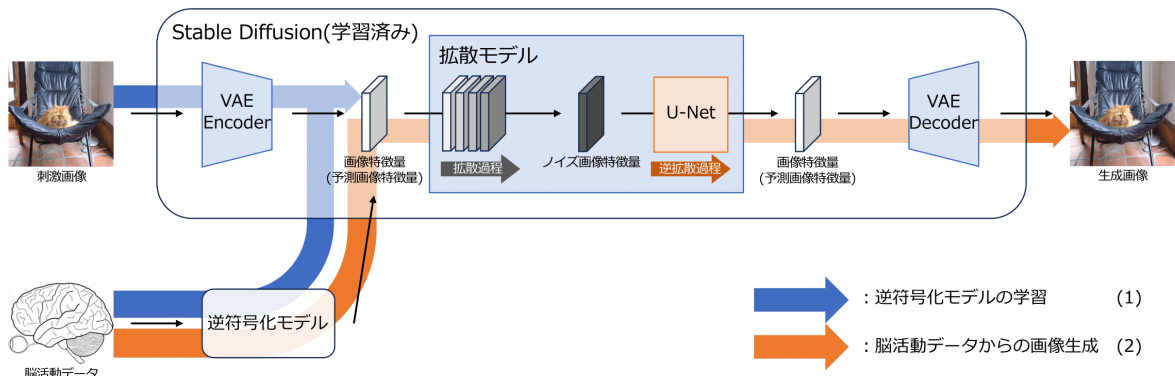 Stable Diffusion(学習済み)
拡散モデル
VAE
Encoder
U-Net
VAE
Decoder
刺激画像
画像特徴量
(予測画像特徴量)
拡散過程
ノイズ画像特徴量
逆拡散過程
画像特徴量
(予測画像特徴量)
生成画像
逆符号化モデル
脳活動データ
：逆符号化モデルの学習 (1)
：脳活動データからの画像生成 (2)